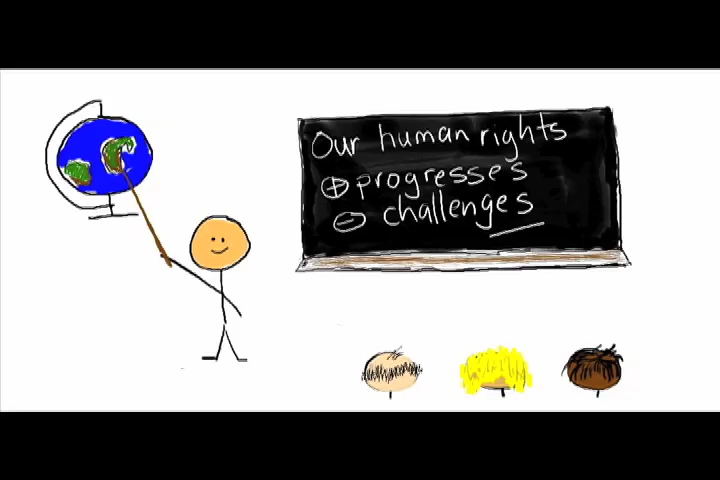 Our human rights
⊕ progresses
⊖ challenges